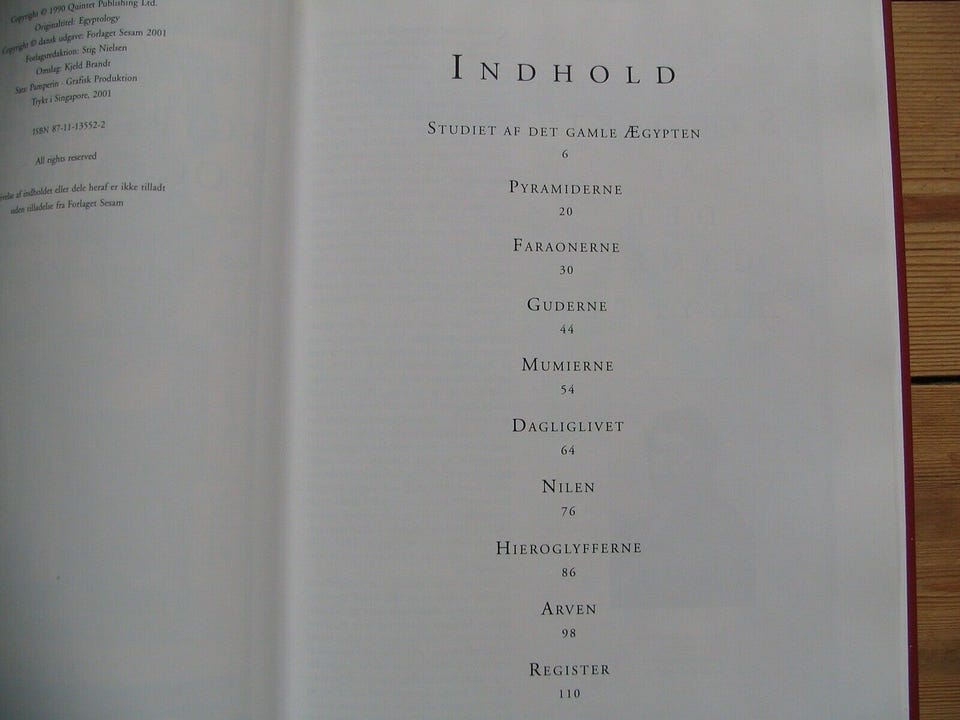 Copyright © 1990 Quintet Publishing Ltd.
Originaltitel: Egyptology
Copyright © dansk udgave: Forlaget Sesam 2001
Forlagsredaktion: Stig Nielsen
Omslag: Kjeld Brandt
Sats: Pamperin · Grafisk Produktion
Trykt i Singapore, 2001
ISBN 87-11-13552-2
All rights reserved
af indholdet eller dele heraf er ikke tilladt
uden tilladelse fra Forlaget Sesam
INDHOLD
STUDIET AF DET GAMLE ÆGYPTEN
6
PYRAMIDERNE
20
FARAONERNE
30
GUDERNE
44
MUMIERNE
54
DAGLIGLIVET
64
NILEN
76
HIEROGLYFFERNE
86
ARVEN
98
REGISTER
110